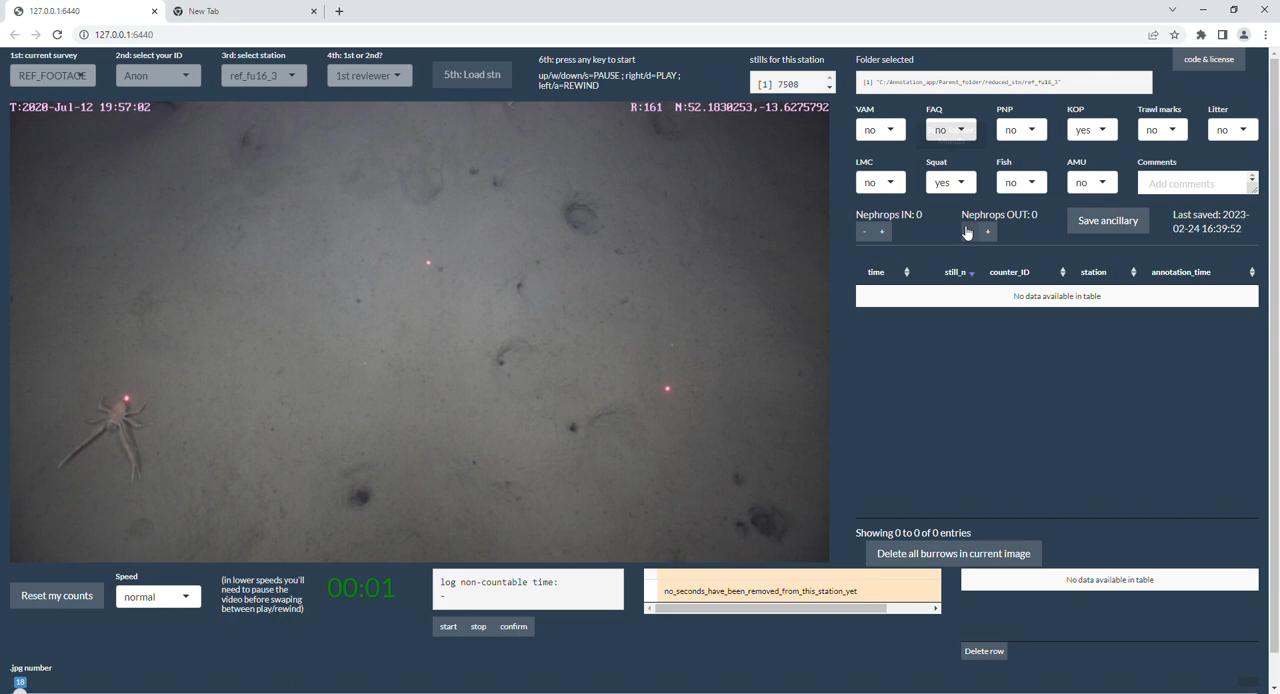 127.0.0.1:6440
New Tab
127.0.0.1:6440
1st: current survey
2nd: select your ID
3rd: select station
4th: 1st or 2nd?
6th: press any key to start
stills for this station
Folder selected
code & license
REF_FOOTAGE
Anon
ref_fu16_3
1st reviewer
5th: Load stn
up/w/down/s=PAUSE ; right/d=PLAY ;
left/a=REWIND
[1] 7508
[1] "C:/Annotation_app/Parent_folder/reduced_stn/ref_fu16_3"
T:2020-Jul-12 19:57:02
R:161 N:52.1830253,-13.6275792
VAM
FAQ
PNP
KOP
Trawl marks
Litter
no
no
no
yes
no
no
LMC
Squat
Fish
AMU
Comments
no
yes
no
no
Add comments
Nephrops IN: 0
Nephrops OUT: 0
Save ancillary
Last saved: 2023-
02-24 16:39:52
- +
+
time
still_n
counter_ID
station
annotation_time
No data available in table
Showing 0 to 0 of 0 entries
Delete all burrows in current image
Reset my counts
Speed
normal
(in lower speeds you'll
need to pause the
video before swaping
between play/rewind)
00:01
log non-countable time:
-
start
stop
confirm
no_seconds_have_been_removed_from_this_station_yet
No data available in table
Delete row
.jpg number
18